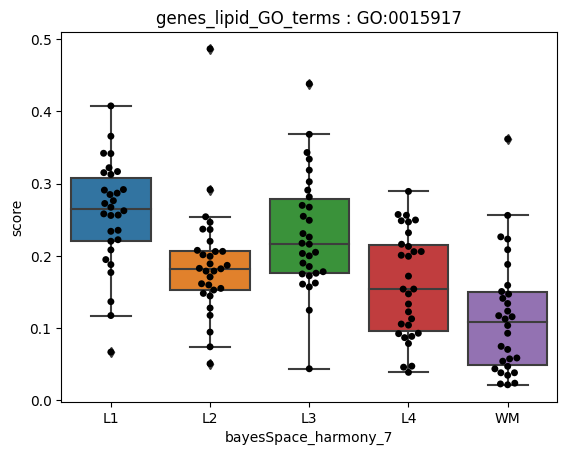 genes_lipid_GO_terms : GO:0015917
0.5
0.4
0.3
0.2
0.1
0.0
score
L1 L2 L3 L4 WM
bayesSpace_harmony_7